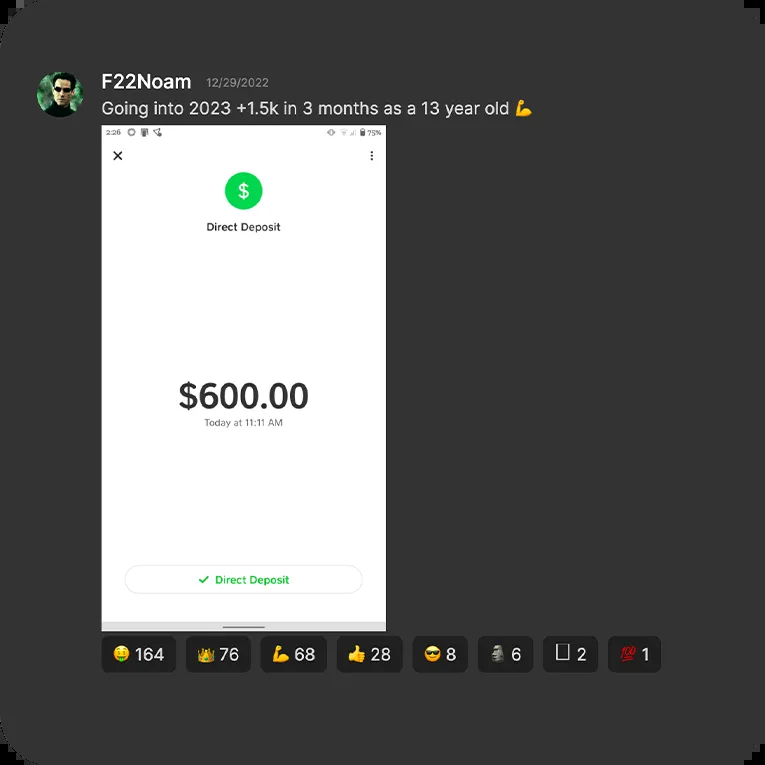 F22Noam 12/29/2022
Going into 2023 +1.5k in 3 months as a 13 year old 💪
2:26 75%
Direct Deposit
$600.00
Today at 11:11 AM
Direct Deposit
164 76 68 28 8 6 2 1